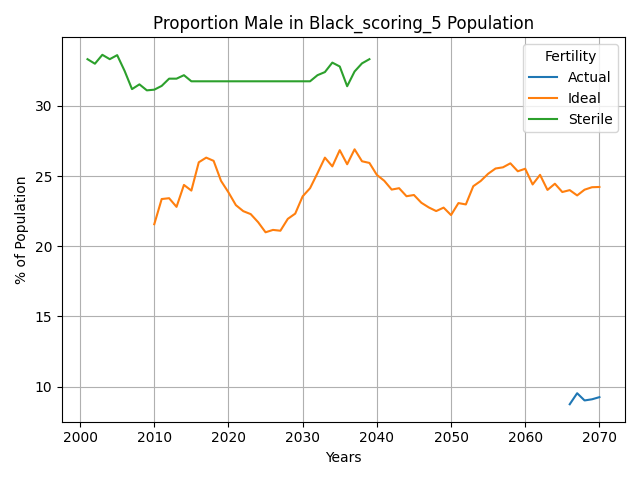 Proportion Male in Black_scoring_5 Population
Fertility
Actual
Ideal
Sterile
% of Population
30
25
20
15
10
2000 2010 2020 2030 2040 2050 2060 2070
Years